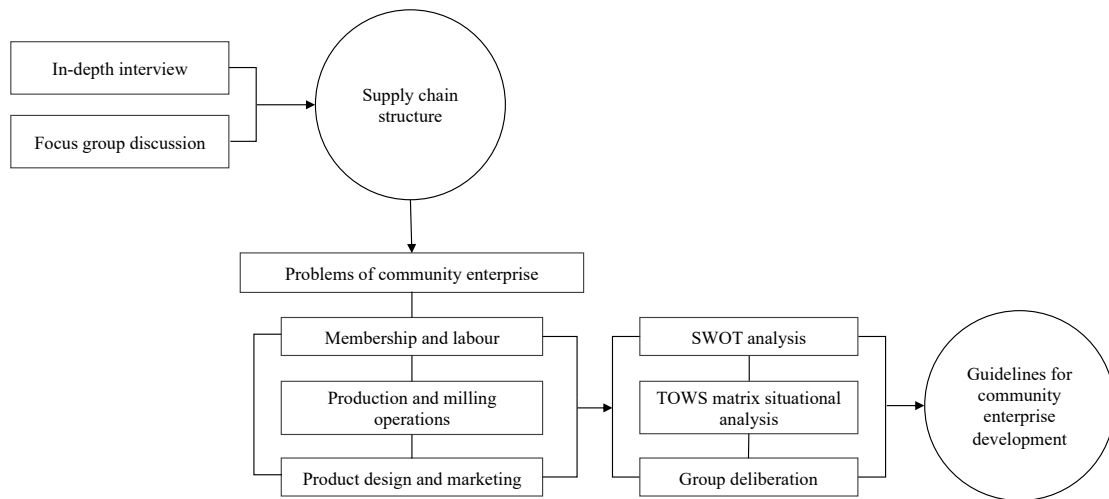 In-depth interview
Focus group discussion
Supply chain
structure
Problems of community enterprise
Membership and labour
Production and milling
operations
Product design and marketing
SWOT analysis
TOWS matrix situational
analysis
Group deliberation
Guidelines for
community
enterprise
development